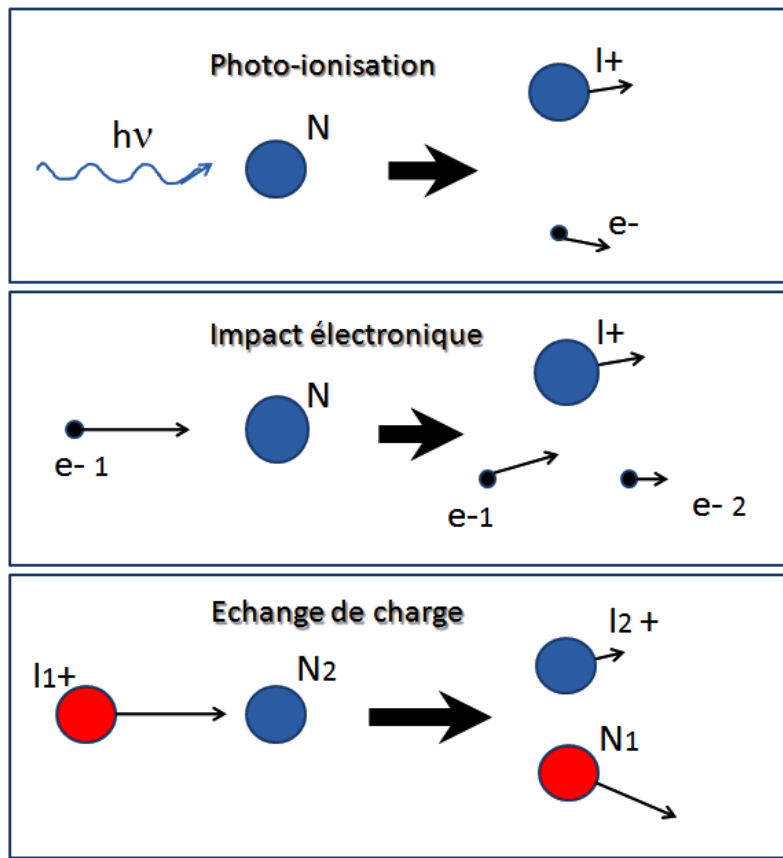 Photo-ionisation
hν
N
I+
e-
Impact électronique
e- 1
N
I+
e-1
e- 2
Echange de charge
I1+
N2
I2 +
N1